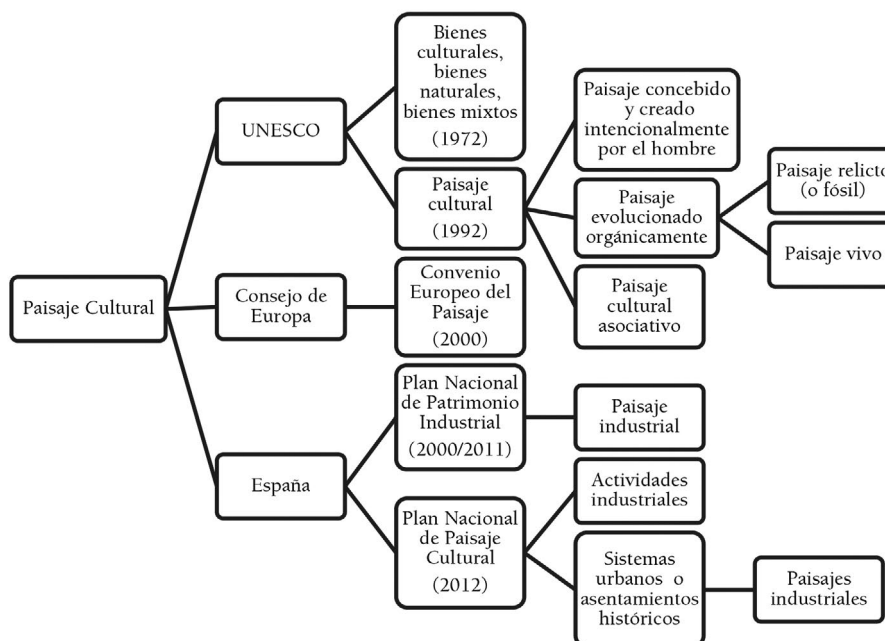 Paisaje Cultural
UNESCO
Bienes
culturales,
bienes
naturales,
bienes mixtos
(1972)
Paisaje
cultural
(1992)
Paisaje concebido
y creado
intencionalmente
por el hombre
Paisaje
evolucionado
orgánicamente
Paisaje relicto
(o fósil)
Paisaje vivo
Paisaje
cultural
asociativo
Consejo de
Europa
Convenio
Europeo del
Paisaje
(2000)
España
Plan Nacional
de Patrimonio
Industrial
(2000/2011)
Paisaje
industrial
Plan Nacional
de Paisaje
Cultural
(2012)
Actividades
industriales
Sistemas
urbanos o
asentamientos
históricos
Paisajes
industriales